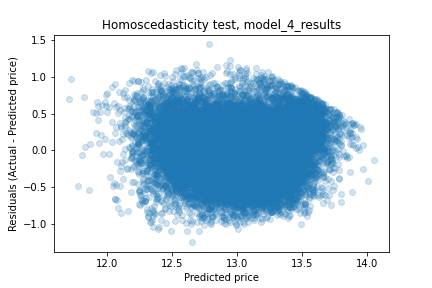 Homoscedasticity test, model_4_results
Residuals (Actual - Predicted price)
1.5
1.0
0.5
0.0
−0.5
−1.0
12.0 12.5 13.0 13.5 14.0
Predicted price